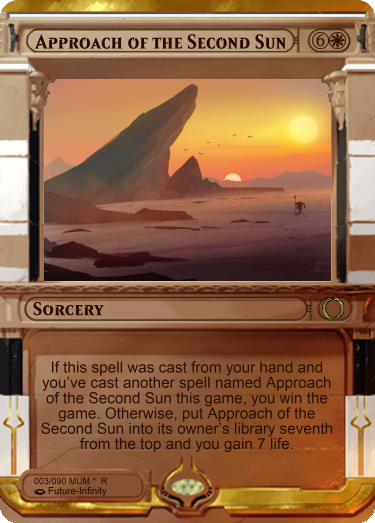 Approach of the Second Sun 6
Sorcery
If this spell was cast from your hand and
you've cast another spell named Approach
of the Second Sun this game, you win the
game. Otherwise, put Approach of the
Second Sun into its owner's library seventh
from the top and you gain 7 life.
003/090 MUM * R
Future-Infinity